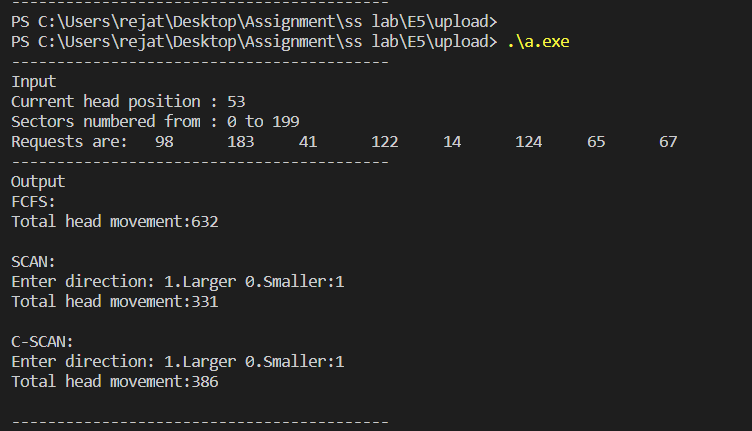 -----------------------------------------
PS C:\Users\rejat\Desktop\Assignment\ss lab\E5\upload>
PS C:\Users\rejat\Desktop\Assignment\ss lab\E5\upload> .\a.exe
-----------------------------------------
Input
Current head position : 53
Sectors numbered from : 0 to 199
Requests are:   98      183     41      122     14      124     65      67
-----------------------------------------
Output
FCFS:
Total head movement:632

SCAN:
Enter direction: 1.Larger 0.Smaller:1
Total head movement:331

C-SCAN:
Enter direction: 1.Larger 0.Smaller:1
Total head movement:386

-----------------------------------------